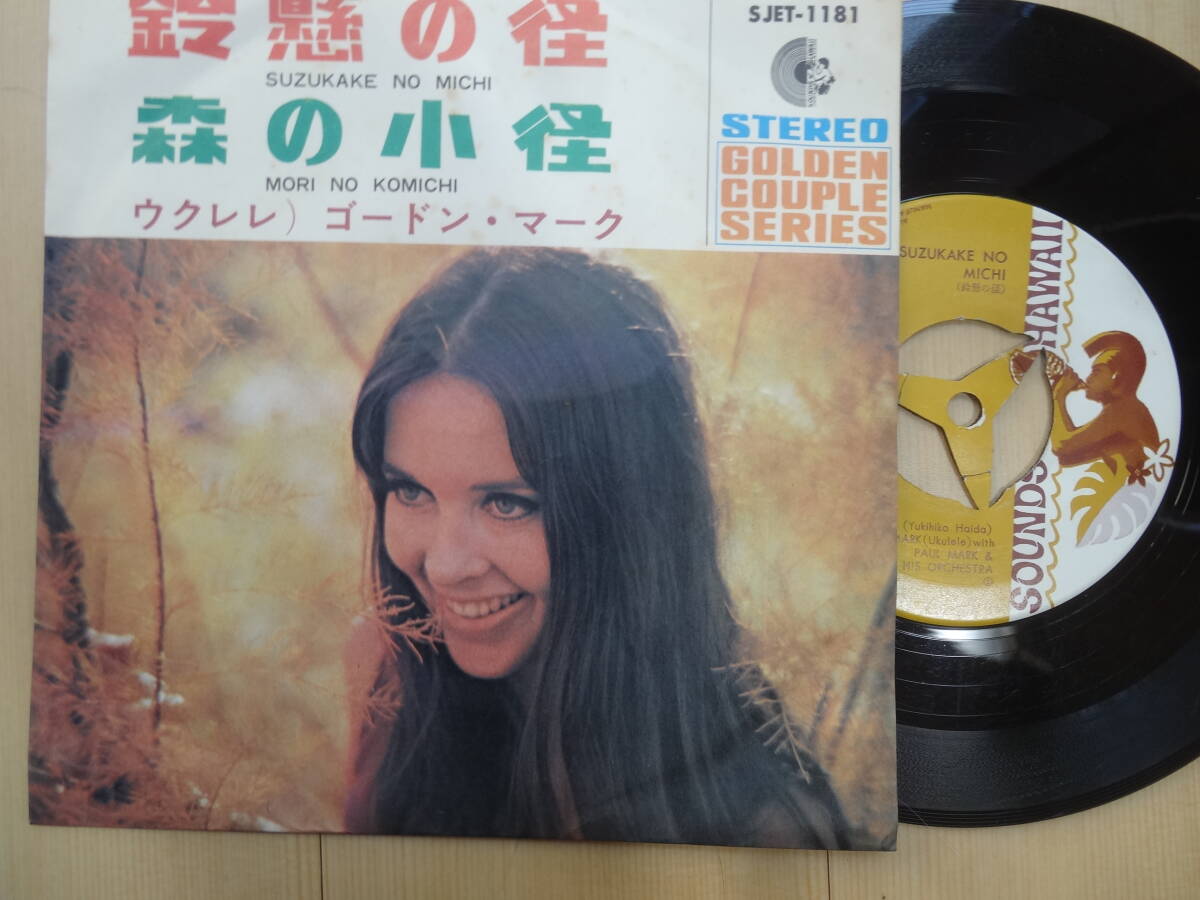 鈴懸の径
SUZUKAKE NO MICHI
森の小径
MORI NO KOMICHI
ウクレレ) ゴードン・マーク
SJET-1181
STEREO
GOLDEN
COUPLE
SERIES
SUZUKAKE NO
MICHI
(鈴懸の径)
SOUNDS HAWAII
(Yukihiko Haida)
MARK (Ukulele) with
PAUL MARK &
HIS ORCHESTRA
Ⓟ